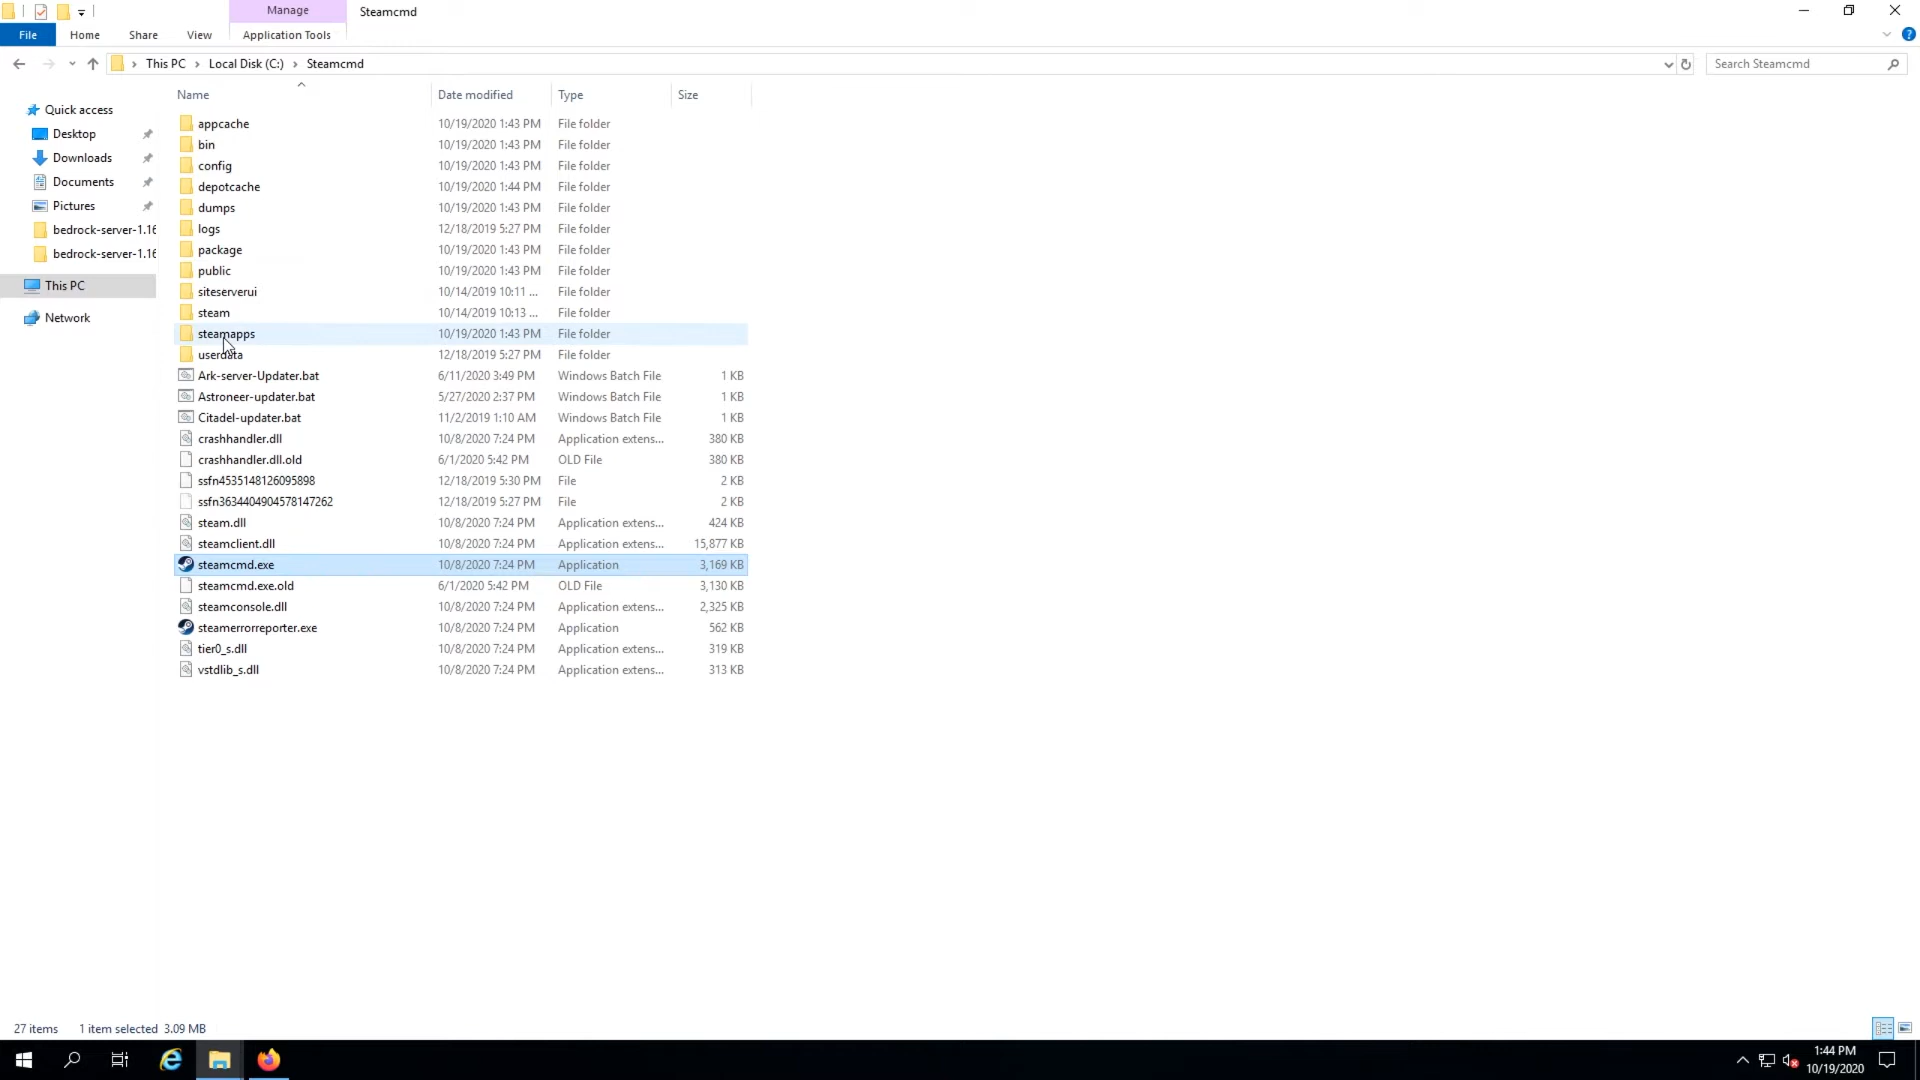 Manage
Steamcmd
File
Home
Share
View
Application Tools
This PC
Local Disk (C:)
Steamcmd
Search Steamcmd
Name
Date modified
Type
Size
Quick access
Desktop
Downloads
Documents
Pictures
bedrock-server-1.16
bedrock-server-1.16
This PC
Network
appcache 10/19/2020 1:43 PM File folder
bin 10/19/2020 1:43 PM File folder
config 10/19/2020 1:43 PM File folder
depotcache 10/19/2020 1:44 PM File folder
dumps 10/19/2020 1:43 PM File folder
logs 12/18/2019 5:27 PM File folder
package 10/19/2020 1:43 PM File folder
public 10/19/2020 1:43 PM File folder
siteserverui 10/14/2019 10:11 ... File folder
steam 10/14/2019 10:13 ... File folder
steamapps 10/19/2020 1:43 PM File folder
userdata 12/18/2019 5:27 PM File folder
Ark-server-Updater.bat 6/11/2020 3:49 PM Windows Batch File 1 KB
Astroneer-updater.bat 5/27/2020 2:37 PM Windows Batch File 1 KB
Citadel-updater.bat 11/2/2019 1:10 AM Windows Batch File 1 KB
crashhandler.dll 10/8/2020 7:24 PM Application extens... 380 KB
crashhandler.dll.old 6/1/2020 5:42 PM OLD File 380 KB
ssfn4535148126095898 12/18/2019 5:30 PM File 2 KB
ssfn3634404904578147262 12/18/2019 5:27 PM File 2 KB
steam.dll 10/8/2020 7:24 PM Application extens... 424 KB
steamclient.dll 10/8/2020 7:24 PM Application extens... 15,877 KB
steamcmd.exe 10/8/2020 7:24 PM Application 3,169 KB
steamcmd.exe.old 6/1/2020 5:42 PM OLD File 3,130 KB
steamconsole.dll 10/8/2020 7:24 PM Application extens... 2,325 KB
steamerrorreporter.exe 10/8/2020 7:24 PM Application 562 KB
tier0_s.dll 10/8/2020 7:24 PM Application extens... 319 KB
vstdlib_s.dll 10/8/2020 7:24 PM Application extens... 313 KB
27 items 1 item selected 3.09 MB
1:44 PM
10/19/2020